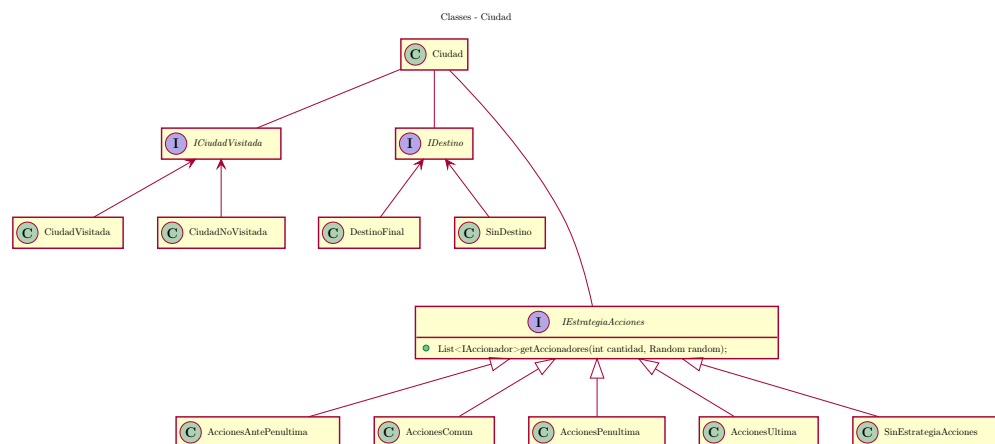 Classes - Ciudad
C Ciudad
I ICiudadVisitada
I IDestino
C CiudadVisitada
C CiudadNoVisitada
C DestinoFinal
C SinDestino
I IEstrategiaAcciones
List<IAccionador>getAccionadores(int cantidad, Random random);
C AccionesAntePenultima
C AccionesComun
C AccionesPenultima
C AccionesUltima
C SinEstrategiaAcciones